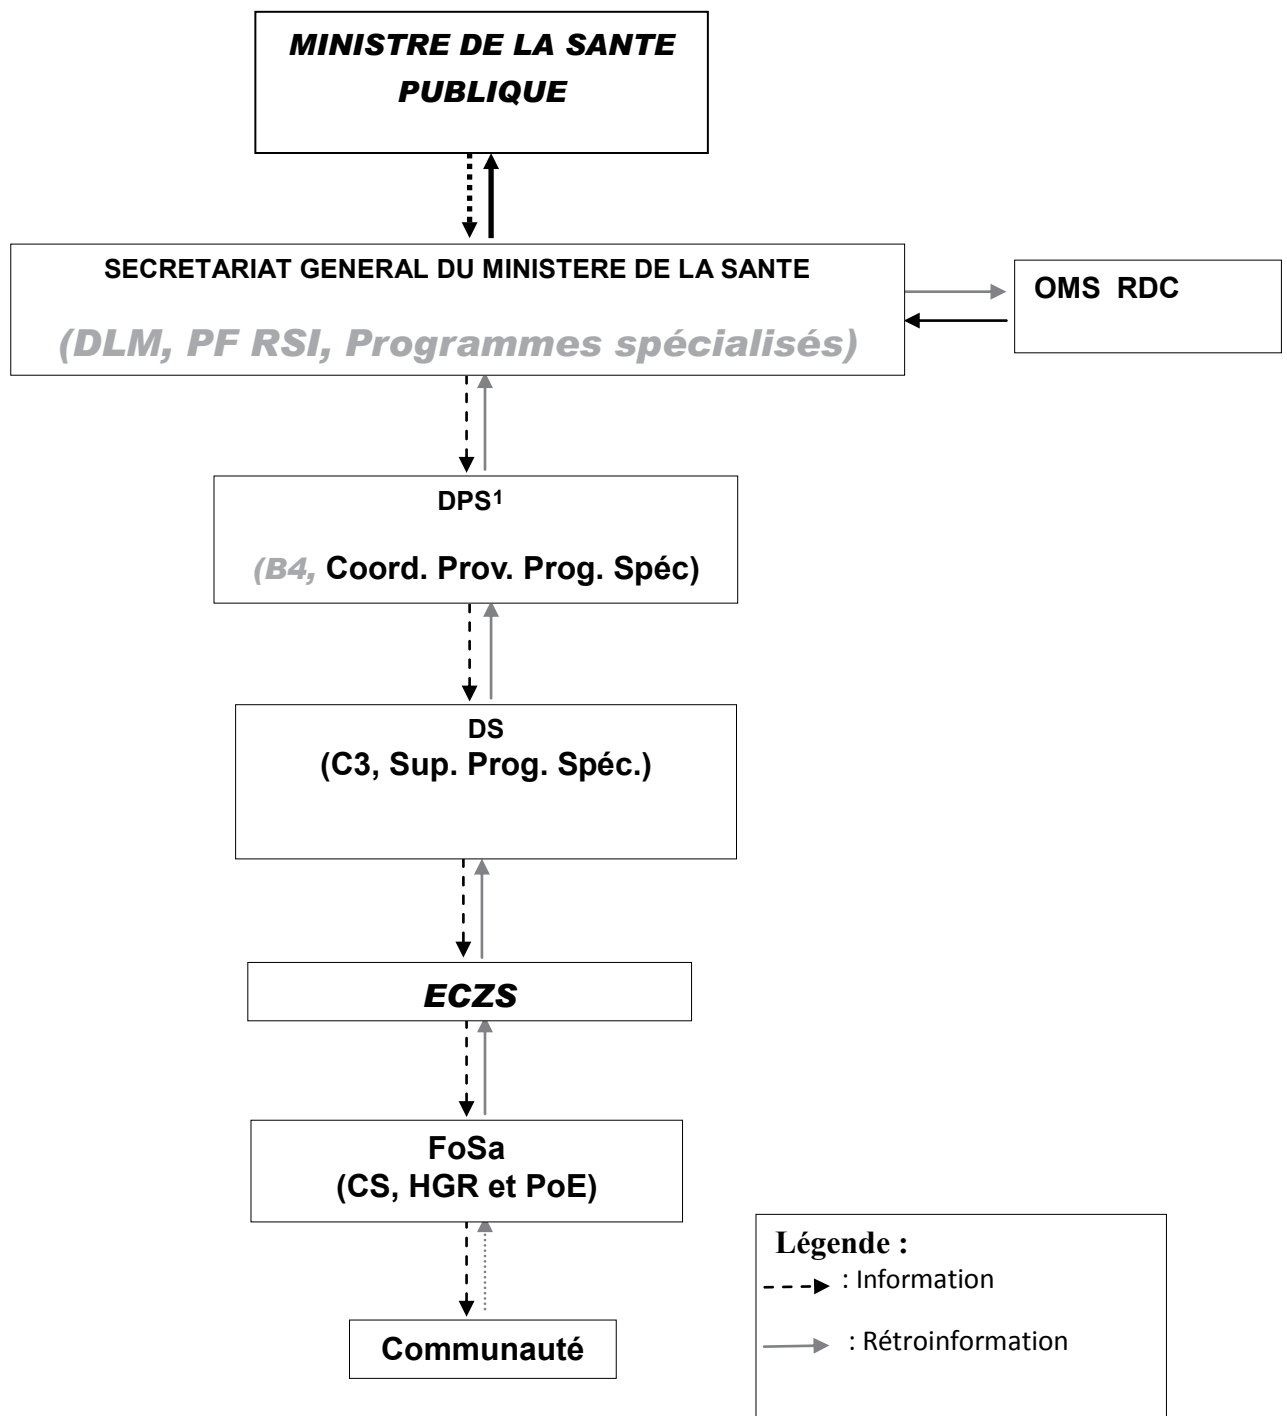 MINISTRE DE LA SANTE
PUBLIQUE
SECRETARIAT GENERAL DU MINISTERE DE LA SANTE
(DLM, PF RSI, Programmes spécialisés)
OMS RDC
DPS¹
(B4, Coord. Prov. Prog. Spéc)
DS
(C3, Sup. Prog. Spéc.)
ECZS
FoSa
(CS, HGR et PoE)
Communauté
Légende :
: Information
: Rétroinformation